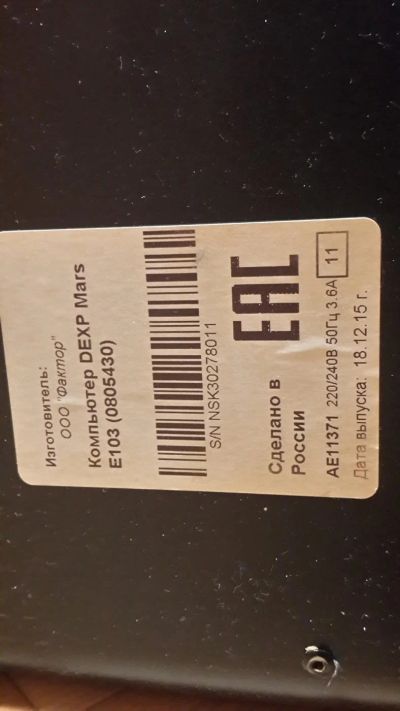 Изготовитель:
ООО "Фактор"
Компьютер DEXP Mars
E103 (0805430)
S/N NSK30278011
Сделано в
России
EAC
AE11371 220/240В 50Гц 3.6А
11
Дата выпуска: 18.12.15 г.